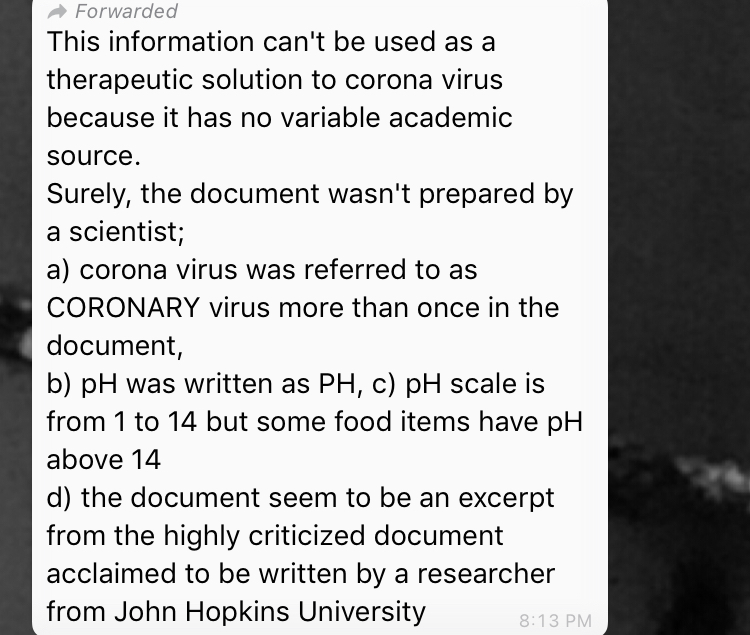 Forwarded
This information can't be used as a
therapeutic solution to corona virus
because it has no variable academic
source.
Surely, the document wasn't prepared by
a scientist;
a) corona virus was referred to as
CORONARY virus more than once in the
document,
b) pH was written as PH, c) pH scale is
from 1 to 14 but some food items have pH
above 14
d) the document seem to be an excerpt
from the highly criticized document
acclaimed to be written by a researcher
from John Hopkins University
8:13 PM